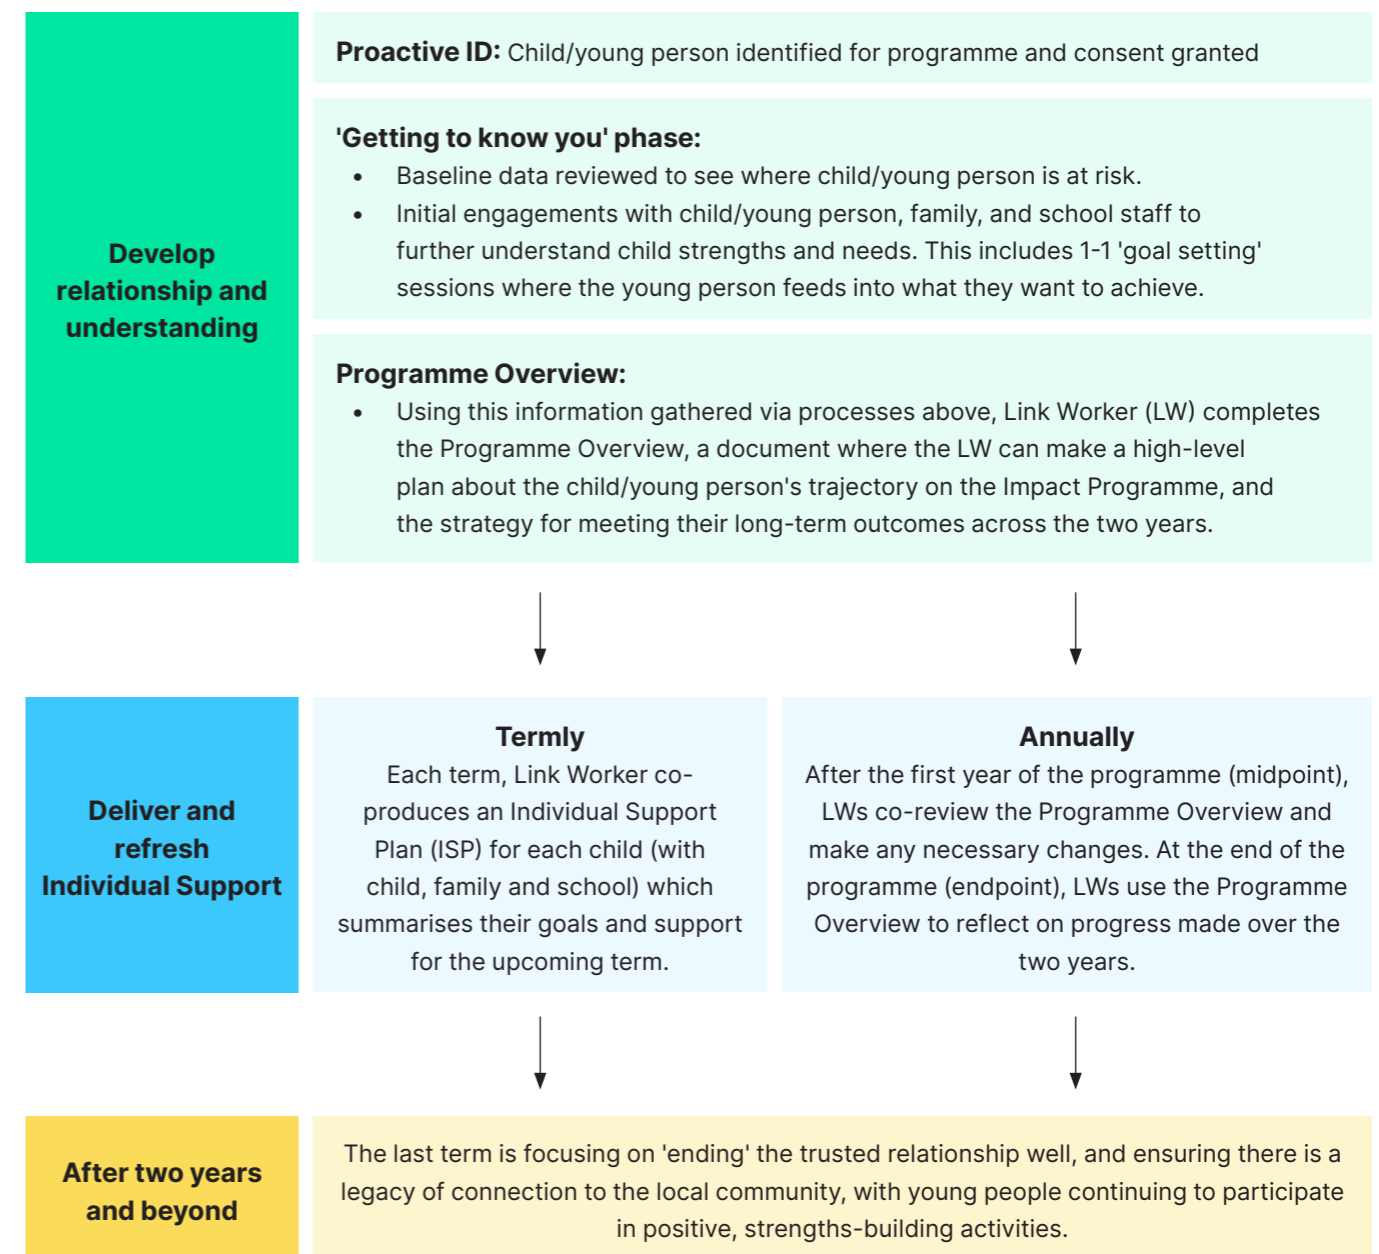 Develop
relationship and
understanding
Proactive ID: Child/young person identified for programme and consent granted
'Getting to know you' phase:
• Baseline data reviewed to see where child/young person is at risk.
• Initial engagements with child/young person, family, and school staff to
further understand child strengths and needs. This includes 1-1 'goal setting'
sessions where the young person feeds into what they want to achieve.
Programme Overview:
• Using this information gathered via processes above, Link Worker (LW) completes
the Programme Overview, a document where the LW can make a high-level
plan about the child/young person's trajectory on the Impact Programme, and
the strategy for meeting their long-term outcomes across the two years.
Deliver and
refresh
Individual Support
Termly
Each term, Link Worker co-
produces an Individual Support
Plan (ISP) for each child (with
child, family and school) which
summarises their goals and support
for the upcoming term.
Annually
After the first year of the programme (midpoint),
LWs co-review the Programme Overview and
make any necessary changes. At the end of the
programme (endpoint), LWs use the Programme
Overview to reflect on progress made over the
two years.
After two years
and beyond
The last term is focusing on 'ending' the trusted relationship well, and ensuring there is a
legacy of connection to the local community, with young people continuing to participate
in positive, strengths-building activities.